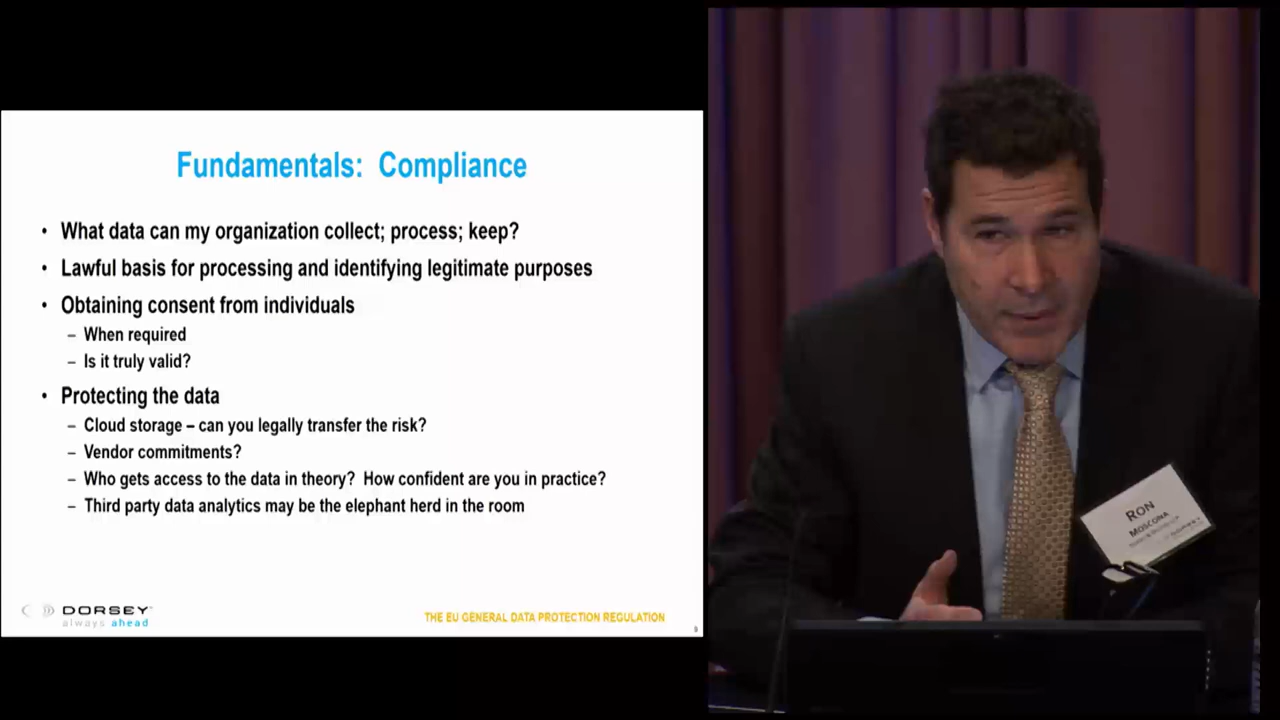 Fundamentals: Compliance
• What data can my organization collect; process; keep?
• Lawful basis for processing and identifying legitimate purposes
• Obtaining consent from individuals
– When required
– Is it truly valid?
• Protecting the data
– Cloud storage – can you legally transfer the risk?
– Vendor commitments?
– Who gets access to the data in theory? How confident are you in practice?
– Third party data analytics may be the elephant herd in the room
DORSEY
always ahead
THE EU GENERAL DATA PROTECTION REGULATION
RON
MOSCONA